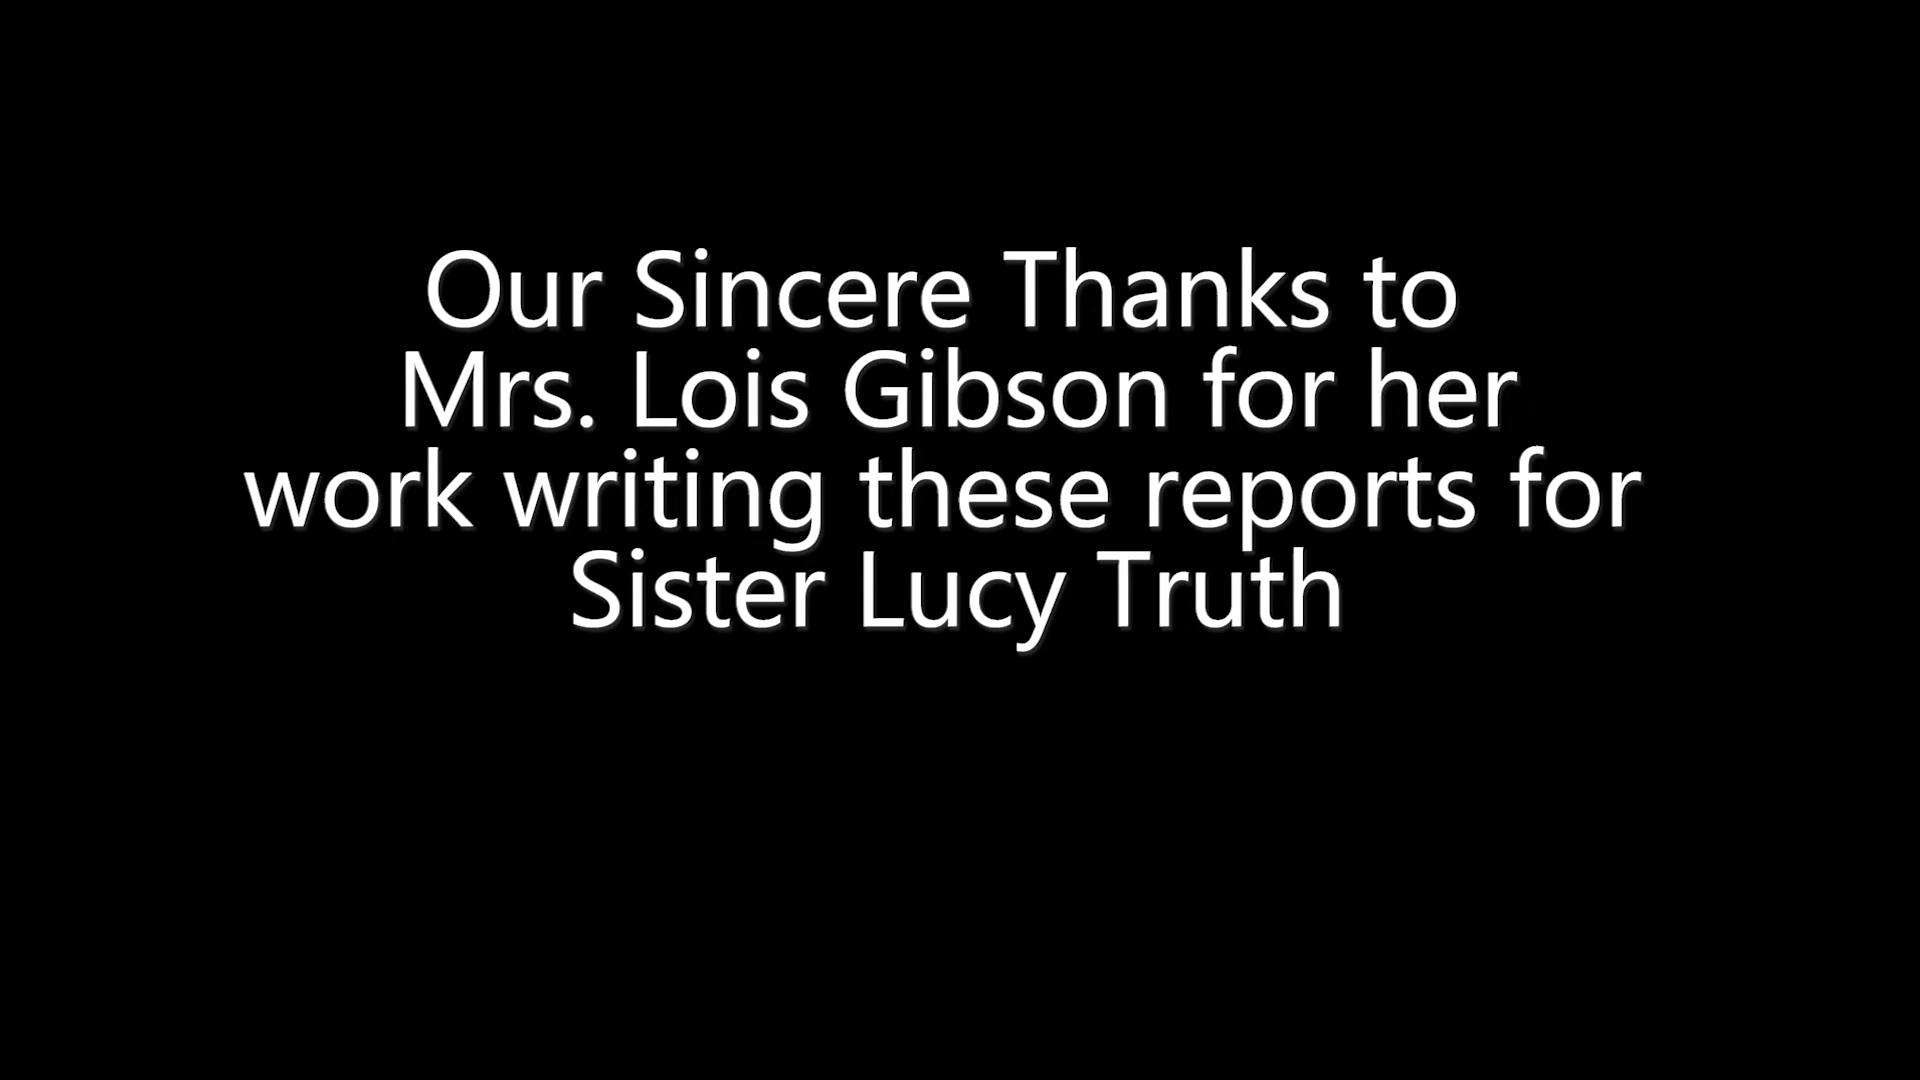 Our Sincere Thanks to
Mrs. Lois Gibson for her
work writing these reports for
Sister Lucy Truth